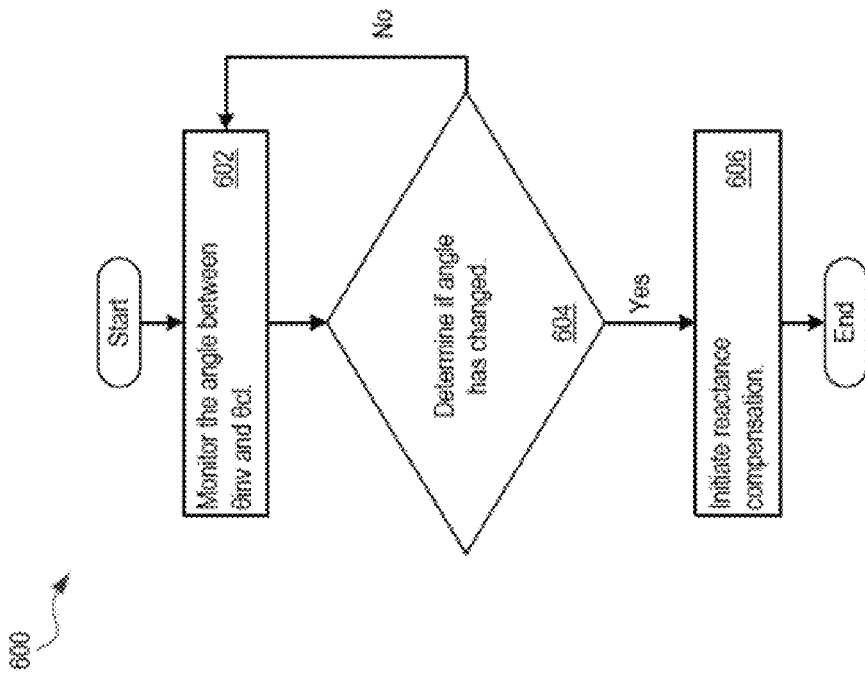 600
Start
Monitor the angle between
θinv and θcl.
602
Determine if angle
has changed.
604
No
Yes
Initiate reactance
compensation.
606
End